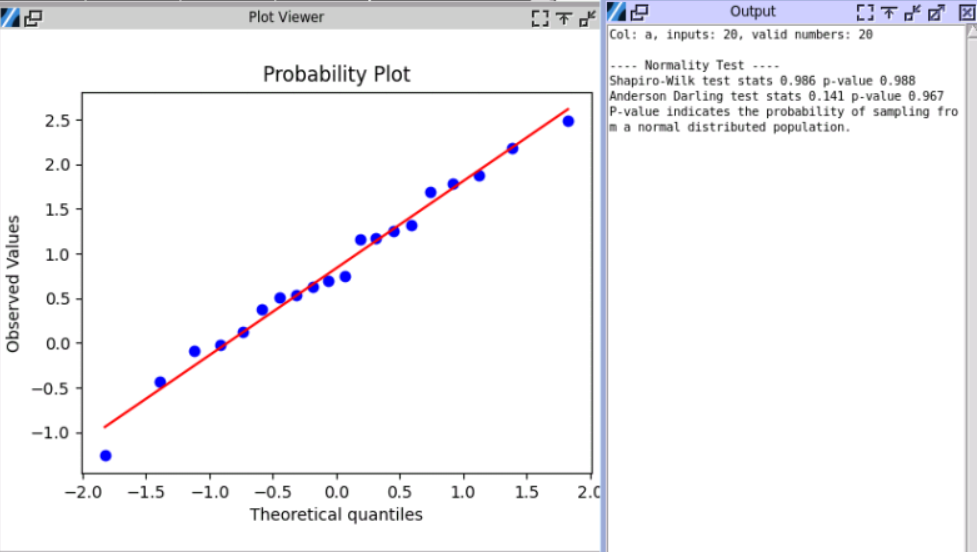 Plot Viewer
Probability Plot
2.5
2.0
1.5
1.0
0.5
0.0
−0.5
−1.0
Observed Values
−2.0 −1.5 −1.0 −0.5 0.0 0.5 1.0 1.5 2.0
Theoretical quantiles
Output
Col: a, inputs: 20, valid numbers: 20
---- Normality Test ----
Shapiro-Wilk test stats 0.986 p-value 0.988
Anderson Darling test stats 0.141 p-value 0.967
P-value indicates the probability of sampling fro
m a normal distributed population.